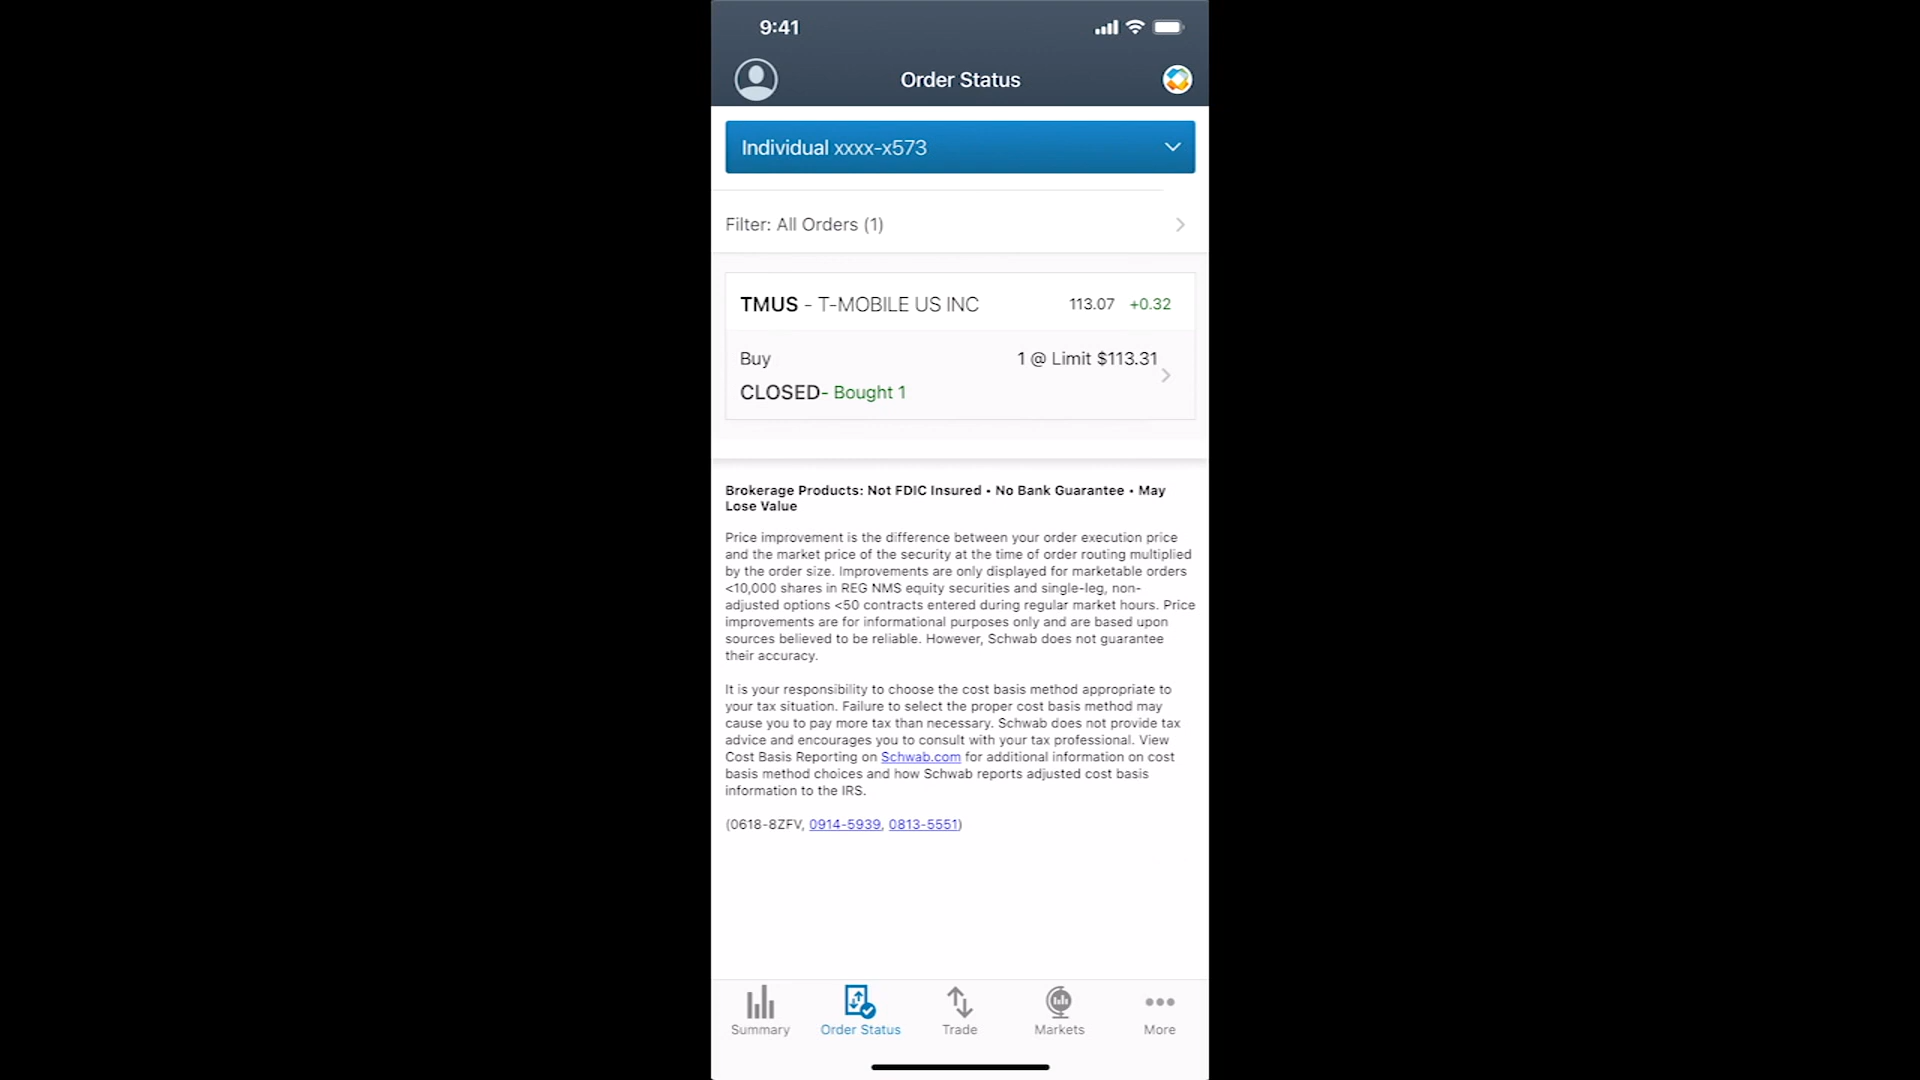 9:41
Order Status
Individual xxxx-x573
Filter: All Orders (1)
TMUS - T-MOBILE US INC 113.07 +0.32
Buy 1 @ Limit $113.31
CLOSED- Bought 1
Brokerage Products: Not FDIC Insured • No Bank Guarantee • May
Lose Value
Price improvement is the difference between your order execution price
and the market price of the security at the time of order routing multiplied
by the order size. Improvements are only displayed for marketable orders
<10,000 shares in REG NMS equity securities and single-leg, non-
adjusted options <50 contracts entered during regular market hours. Price
improvements are for informational purposes only and are based upon
sources believed to be reliable. However, Schwab does not guarantee
their accuracy.
It is your responsibility to choose the cost basis method appropriate to
your tax situation. Failure to select the proper cost basis method may
cause you to pay more tax than necessary. Schwab does not provide tax
advice and encourages you to consult with your tax professional. View
Cost Basis Reporting on Schwab.com for additional information on cost
basis method choices and how Schwab reports adjusted cost basis
information to the IRS.
(0618-8ZFV, 0914-5939, 0813-5551)
Summary Order Status Trade Markets More